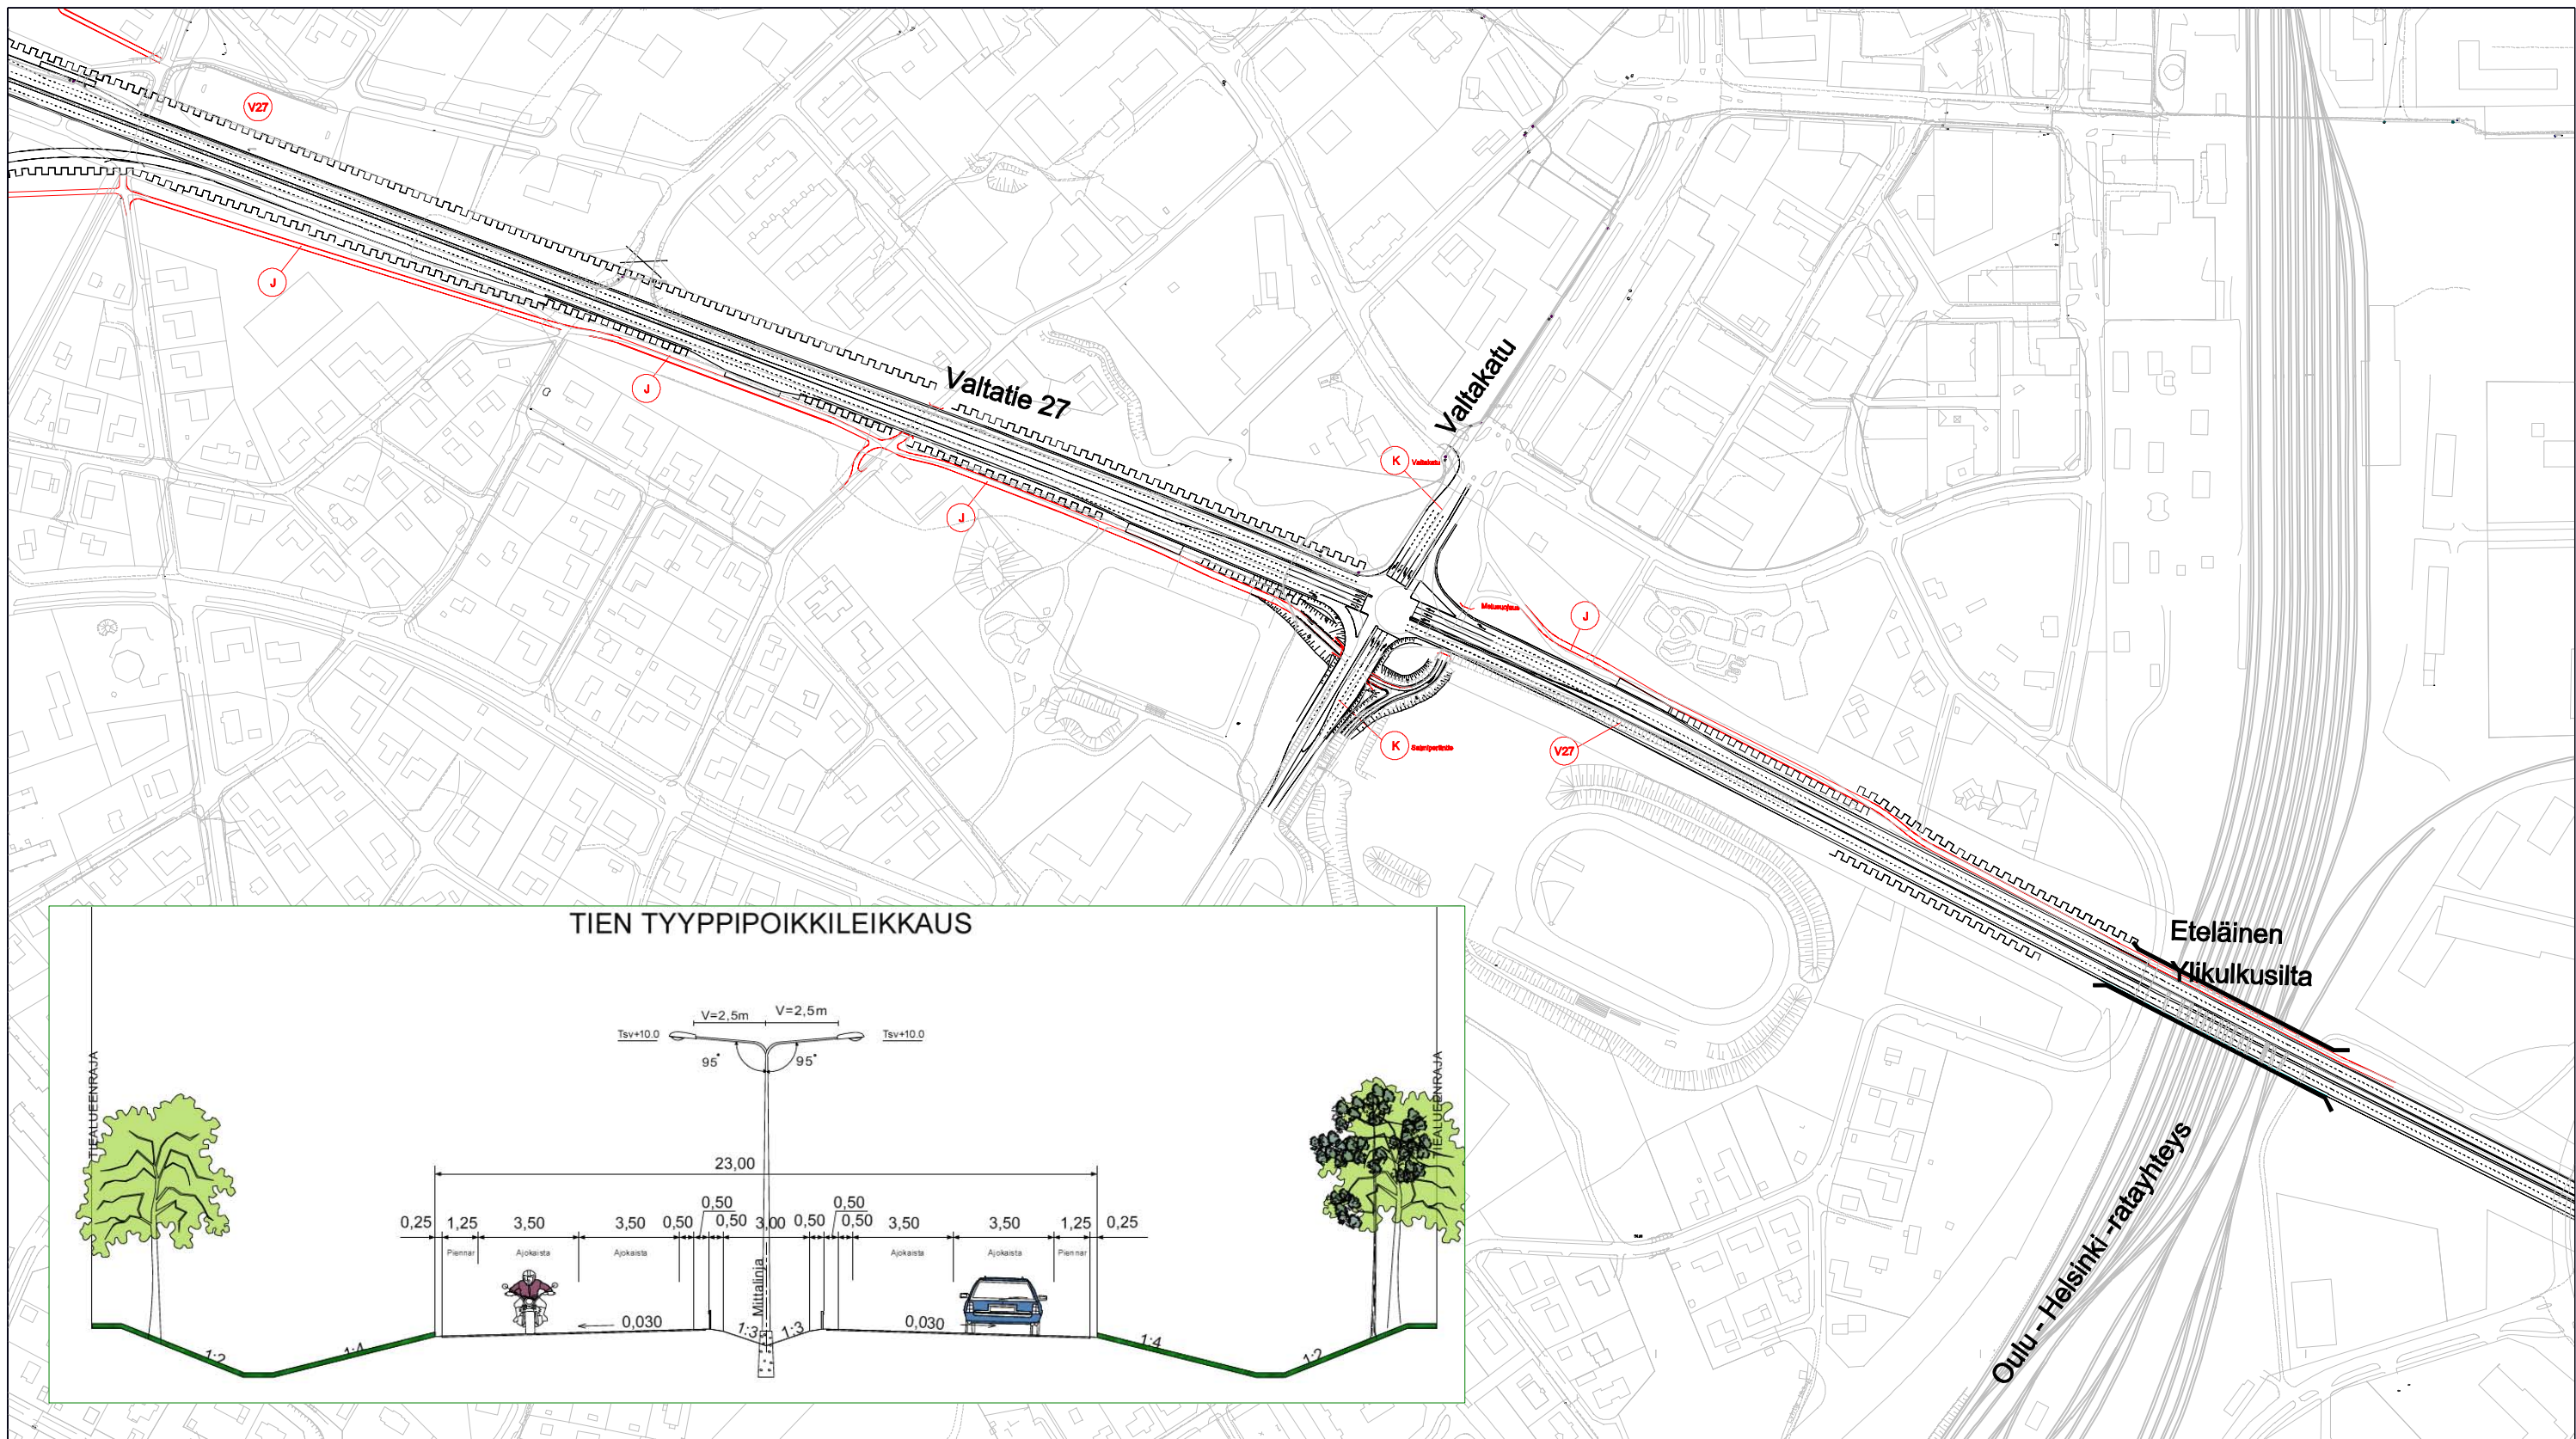 V27
J
J
Valtatie 27
J
Valtakatu
K Valtakatu
Meluaidjaus
J
K
V27
Eteläinen
Ylikulkusilta
Oulu - Helsinki -ratayhteys
TIEN TYYPPIPOIKKILEIKKAUS
V=2,5m V=2,5m
Tsv+10.0 Tsv+10.0
95° 95°
TIEALUEENRAJA
TIEALUEENRAJA
23,00
0,50 0,50
0,25 1,25 3,50 3,50 0,50 0,50 3,00 0,50 0,50 3,50 3,50 1,25 0,25
Piennar Ajokaista Ajokaista Ajokaista Ajokaista Piennar
Mittalinja
0,030 1:3 1:3 0,030
1:2 1:4 1:4 1:2